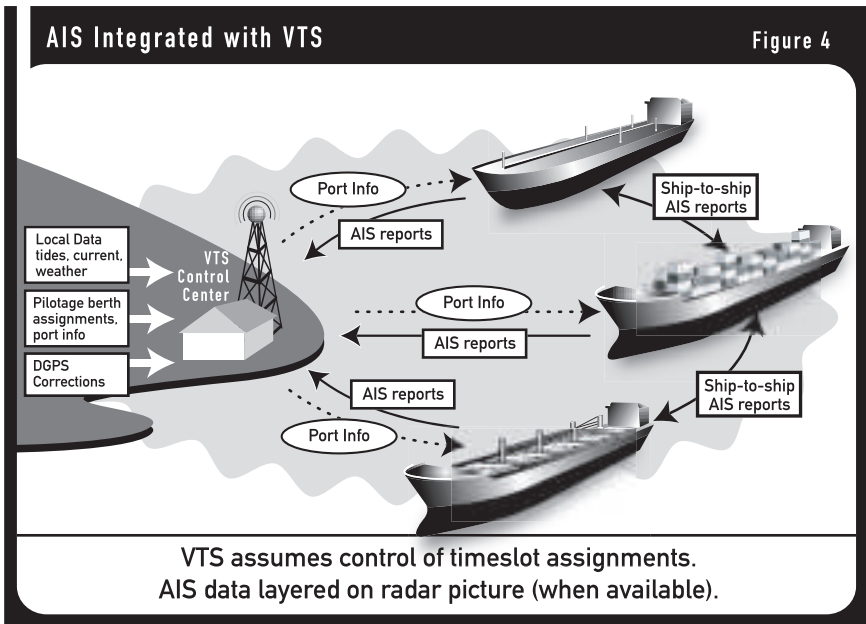 AIS Integrated with VTS
Figure 4
Port Info
AIS reports
Ship-to-ship
AIS reports
Local Data
tides, current,
weather
VTS
Control
Center
Pilotage berth
assignments,
port info
DGPS
Corrections
Port Info
AIS reports
AIS reports
Port Info
Ship-to-ship
AIS reports
VTS assumes control of timeslot assignments.
AIS data layered on radar picture (when available).